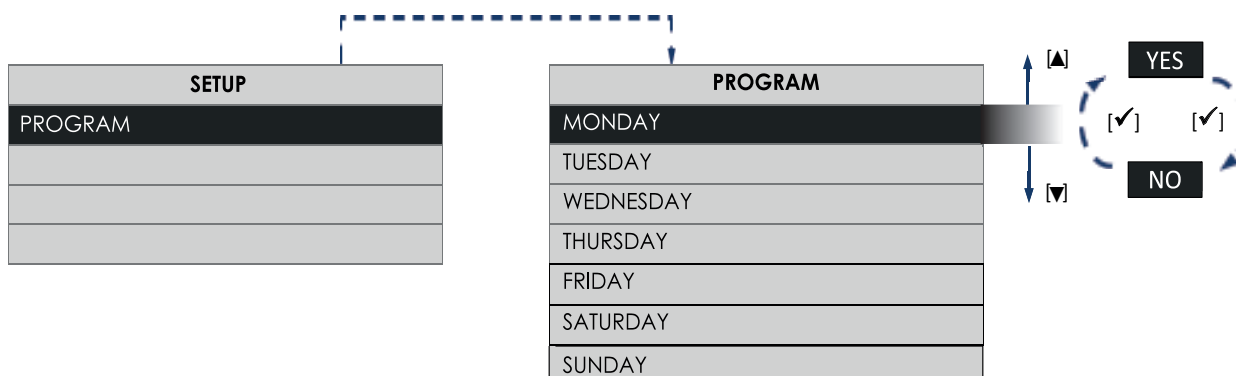 SETUP
PROGRAM
PROGRAM
MONDAY
TUESDAY
WEDNESDAY
THURSDAY
FRIDAY
SATURDAY
SUNDAY
[▲]
[▼]
YES
[✓] [✓]
NO